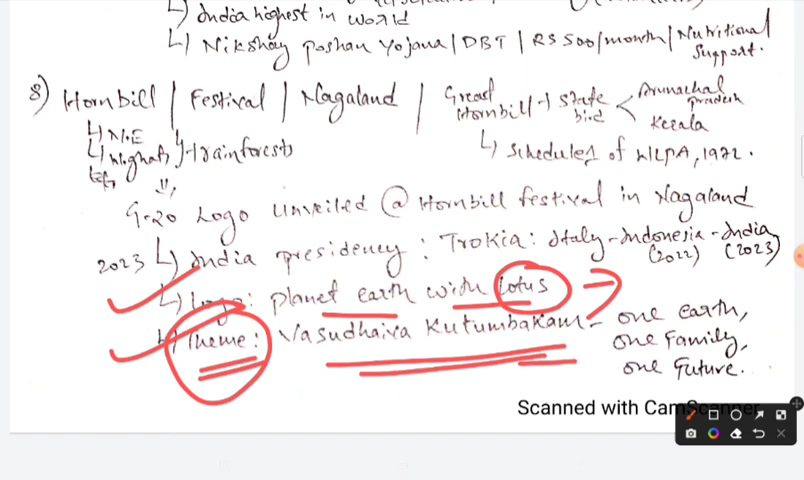 ↳ India highest in World
↳ Nikshay Poshan Yojana | DBT | RS 500/month | Nutritional Support.
8) Hornbill | Festival | Nagaland | Great Hornbill → State bird < Arunachal Pradesh
Kerala
↳ N.E
↳ W.ghats } → rainforests
↳ Schedule I of WLPA, 1972.
G-20 Logo Unveiled @ Hornbill festival in Nagaland
2023 ↳ India presidency : Trokia : Italy - Indonesia - India
(2022) (2023)
↳ Logo : planet earth with lotus
↳ Theme : Vasudhaiva Kutumbakam - one earth,
one Family,
one Future.
Scanned with CamScanner